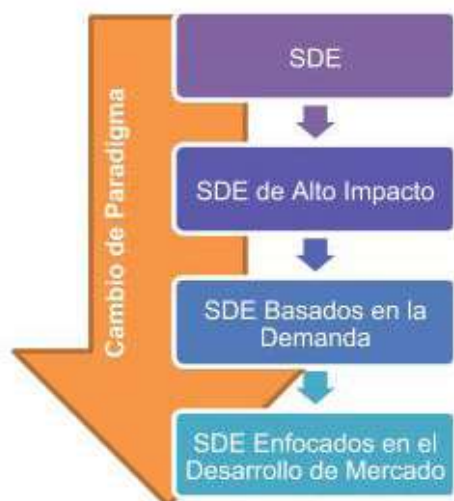 Cambio de Paradigma
SDE
SDE de Alto Impacto
SDE Basados en la
Demanda
SDE Enfocados en el
Desarrollo de Mercado